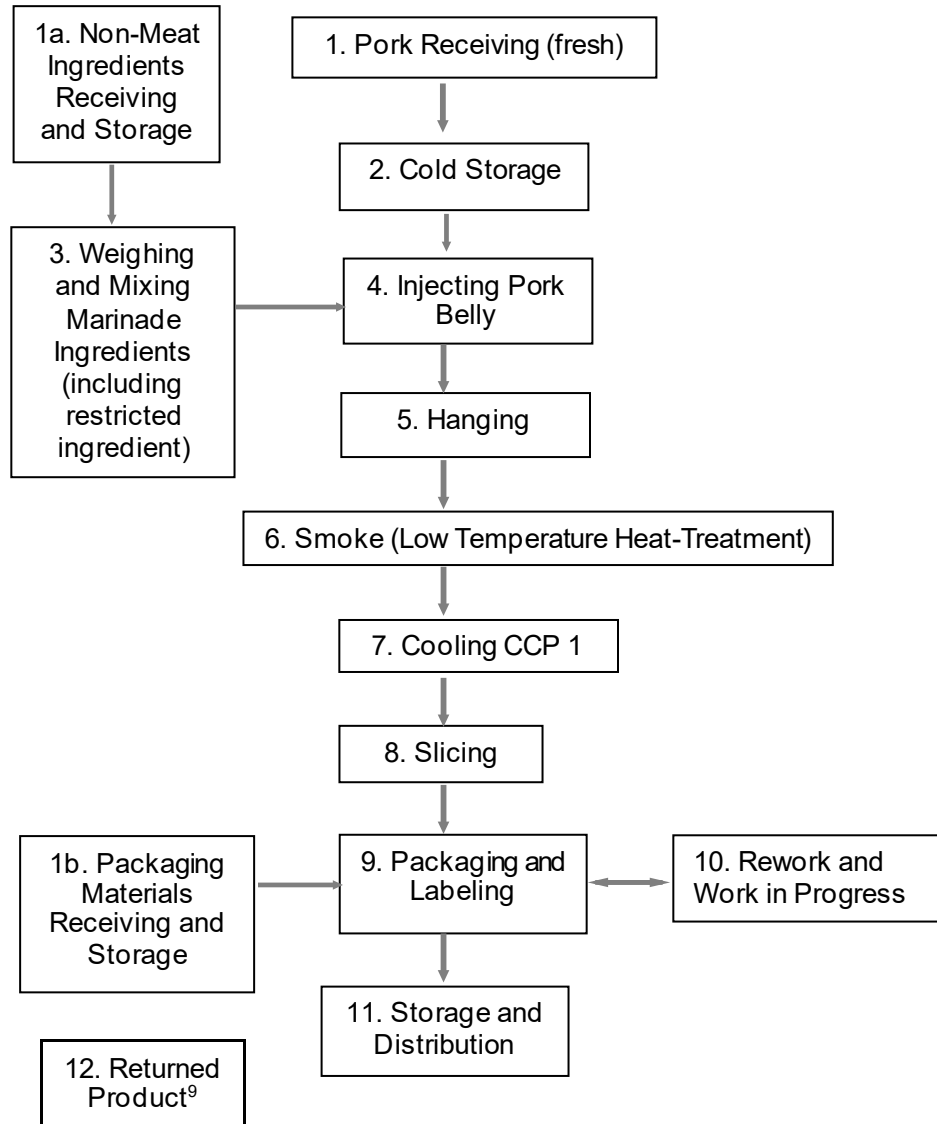 1a. Non-Meat
Ingredients
Receiving
and Storage
1. Pork Receiving (fresh)
2. Cold Storage
3. Weighing
and Mixing
Marinade
Ingredients
(including
restricted
ingredient)
4. Injecting Pork
Belly
5. Hanging
6. Smoke (Low Temperature Heat-Treatment)
7. Cooling CCP 1
8. Slicing
1b. Packaging
Materials
Receiving and
Storage
9. Packaging and
Labeling
10. Rework and
Work in Progress
11. Storage and
Distribution
12. Returned
Product⁹